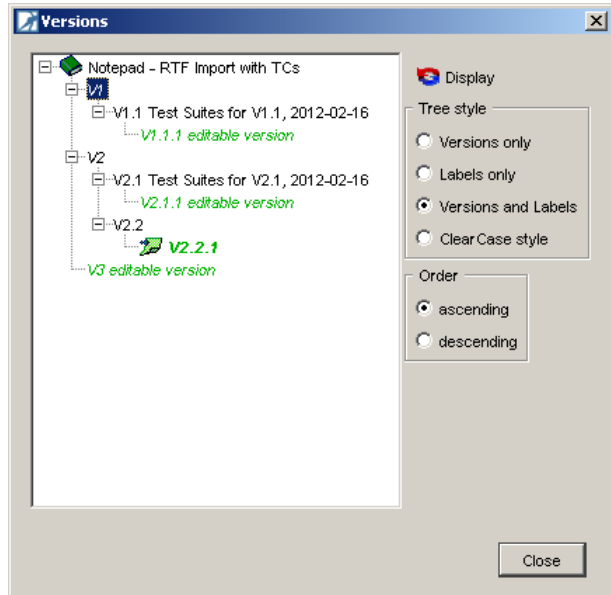 Versions
Notepad - RTF Import with TCs
V1
V1.1 Test Suites for V1.1, 2012-02-16
V1.1.1 editable version
V2
V2.1 Test Suites for V2.1, 2012-02-16
V2.1.1 editable version
V2.2
V2.2.1
V3 editable version
Display
Tree style
Versions only
Labels only
Versions and Labels
ClearCase style
Order
ascending
descending
Close